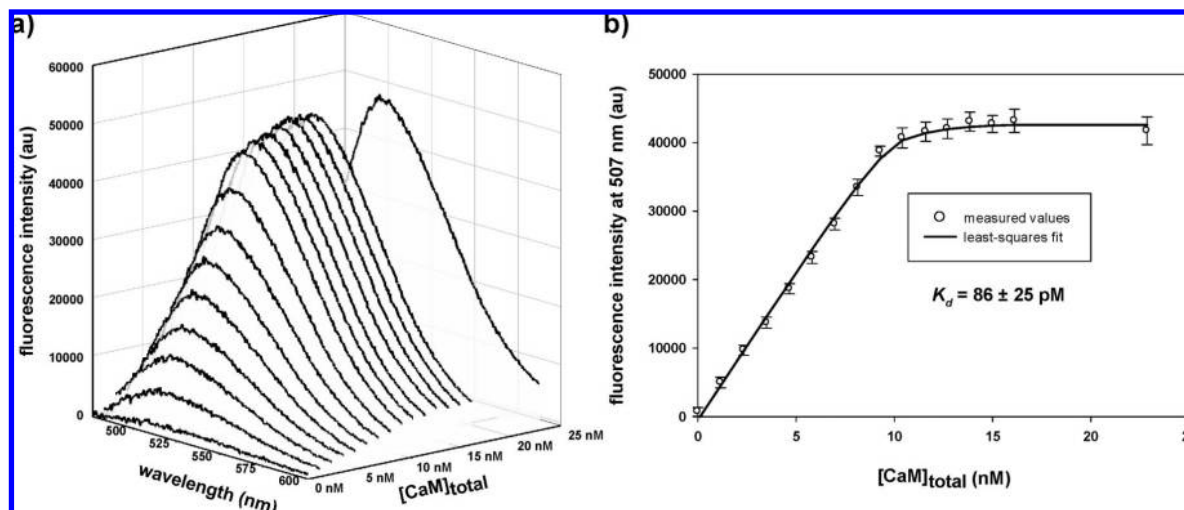 a)
60000
50000
40000
30000
20000
10000
0
fluorescence intensity (au)
500
525
550
575
600
wavelength (nm)
0 nM
5 nM
10 nM
15 nM
20 nM
25 nM
[CaM]total
b)
50000
40000
30000
20000
10000
0
fluorescence intensity at 507 nm (au)
measured values
least-squares fit
Kd = 86 ± 25 pM
0
5
10
15
20
25
[CaM]total (nM)